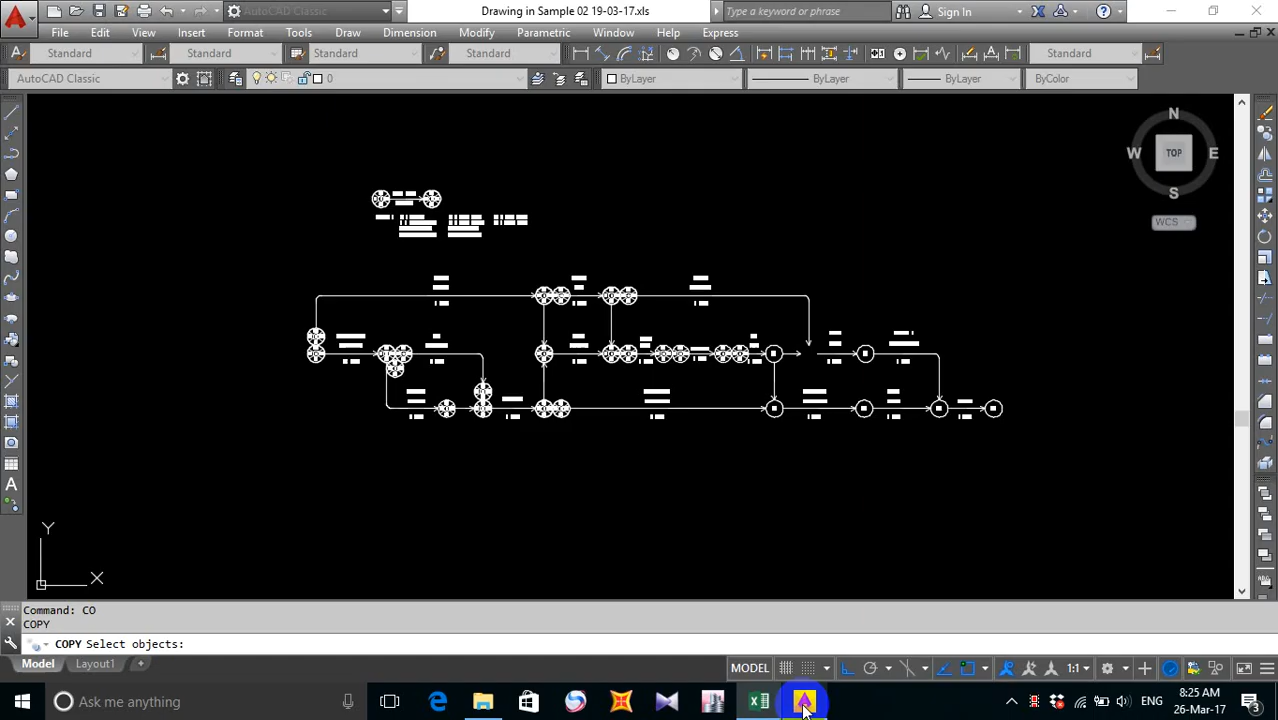 AutoCAD Classic
Drawing in Sample 02 19-03-17.xls
Type a keyword or phrase
Sign In
File Edit View Insert Format Tools Draw Dimension Modify Parametric Window Help Express
Standard Standard Standard Standard Standard
AutoCAD Classic 0 ByLayer ByLayer ByLayer ByColor
N
W TOP E
S
WCS
Y
X
Command: CO
COPY
COPY Select objects:
Model Layout1 + MODEL 1:1
Ask me anything
ENG
8:25 AM
26-Mar-17
3